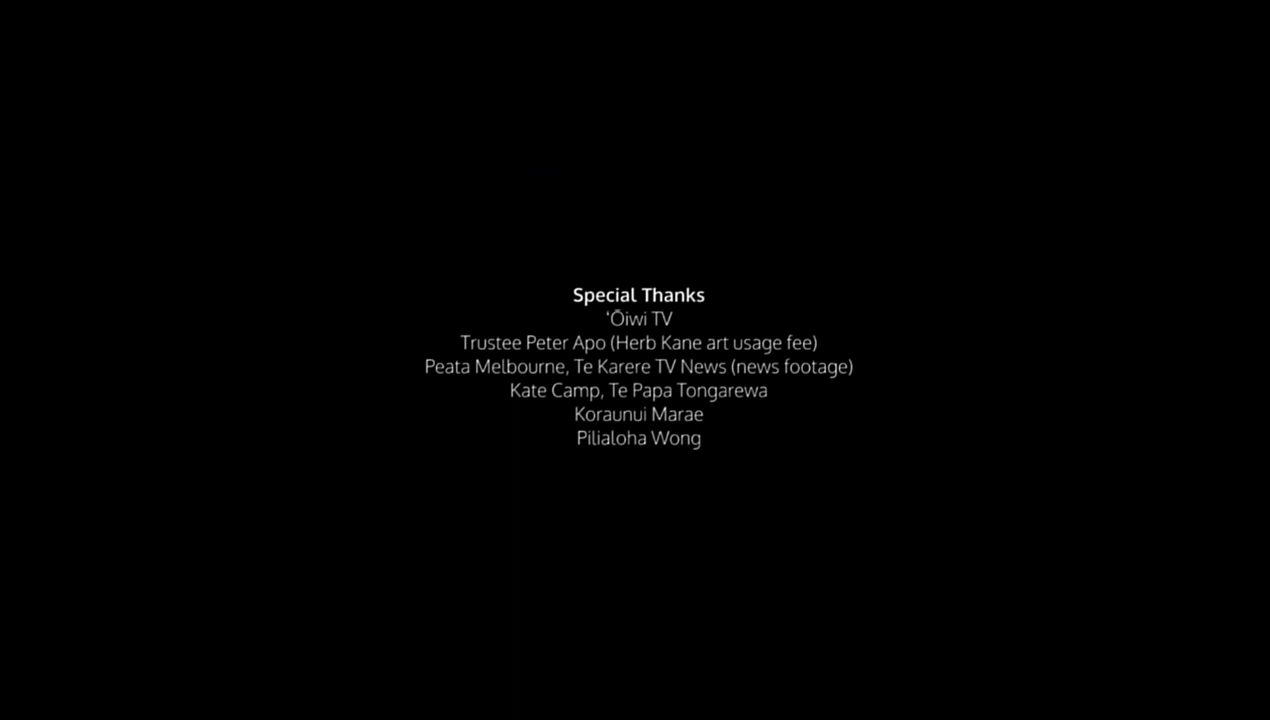 Special Thanks
ʻŌiwi TV
Trustee Peter Apo (Herb Kane art usage fee)
Peata Melbourne, Te Karere TV News (news footage)
Kate Camp, Te Papa Tongarewa
Koraunui Marae
Pilialoha Wong